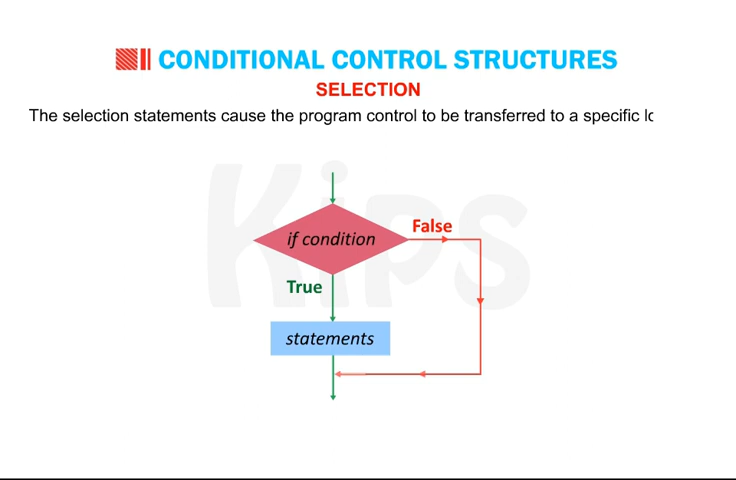 CONDITIONAL CONTROL STRUCTURES
SELECTION
The selection statements cause the program control to be transferred to a specific
Kips
if condition
False
True
statements